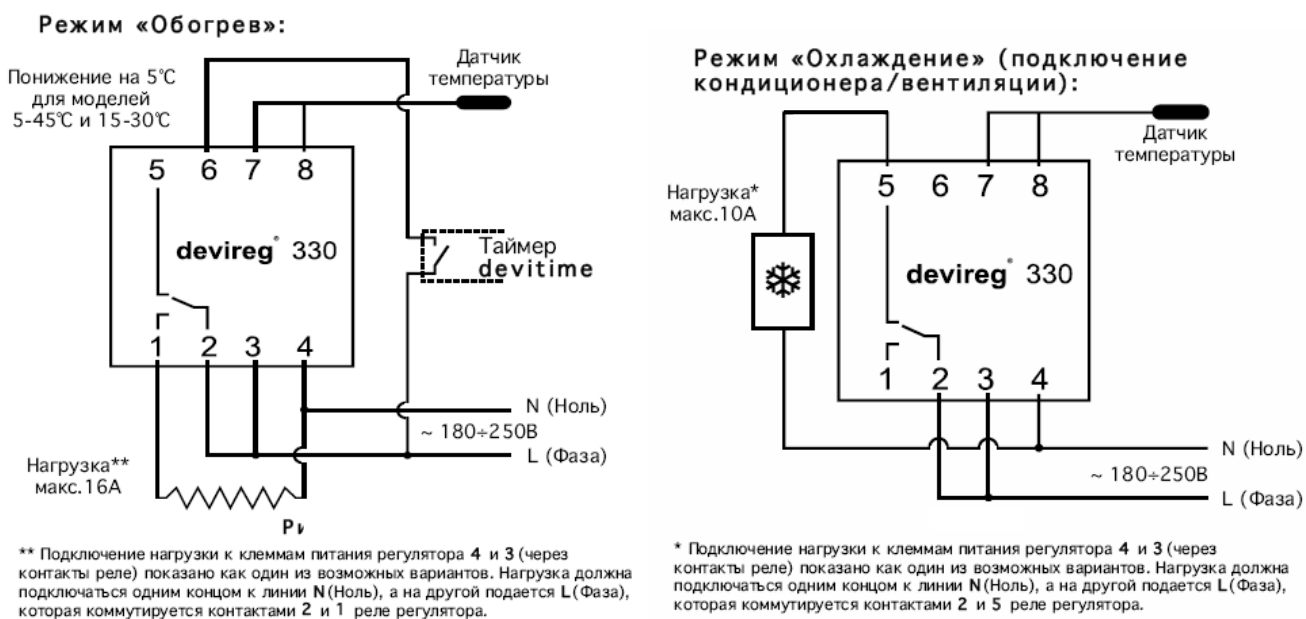 Режим «Обогрев»:
Понижение на 5°С
для моделей
5-45°С и 15-30°С
Датчик
температуры
5 6 7 8
devireg° 330
Таймер
devitime
1 2 3 4
N (Ноль)
~ 180÷250В
L (Фаза)
Нагрузка**
макс.16А
** Подключение нагрузки к клеммам питания регулятора 4 и 3 (через
контакты реле) показано как один из возможных вариантов. Нагрузка должна
подключаться одним концом к линии N(Ноль), а на другой подается L(Фаза),
которая коммутируется контактами 2 и 1 реле регулятора.
Режим «Охлаждение» (подключение
кондиционера/вентиляции):
Датчик
температуры
Нагрузка*
макс.10А
5 6 7 8
devireg° 330
1 2 3 4
N (Ноль)
~ 180÷250В
L (Фаза)
* Подключение нагрузки к клеммам питания регулятора 4 и 3 (через
контакты реле) показано как один из возможных вариантов. Нагрузка должна
подключаться одним концом к линии N(Ноль), а на другой подается L(Фаза),
которая коммутируется контактами 2 и 5 реле регулятора.